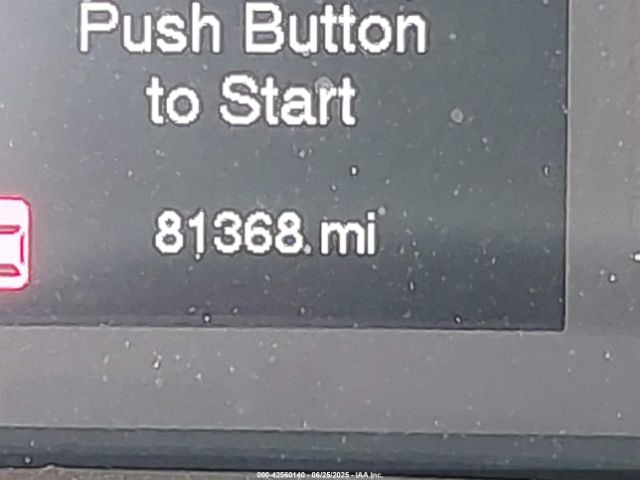 Push Button
to Start
81368 mi
000-42560140 - 06/25/2025 - IAA Inc.